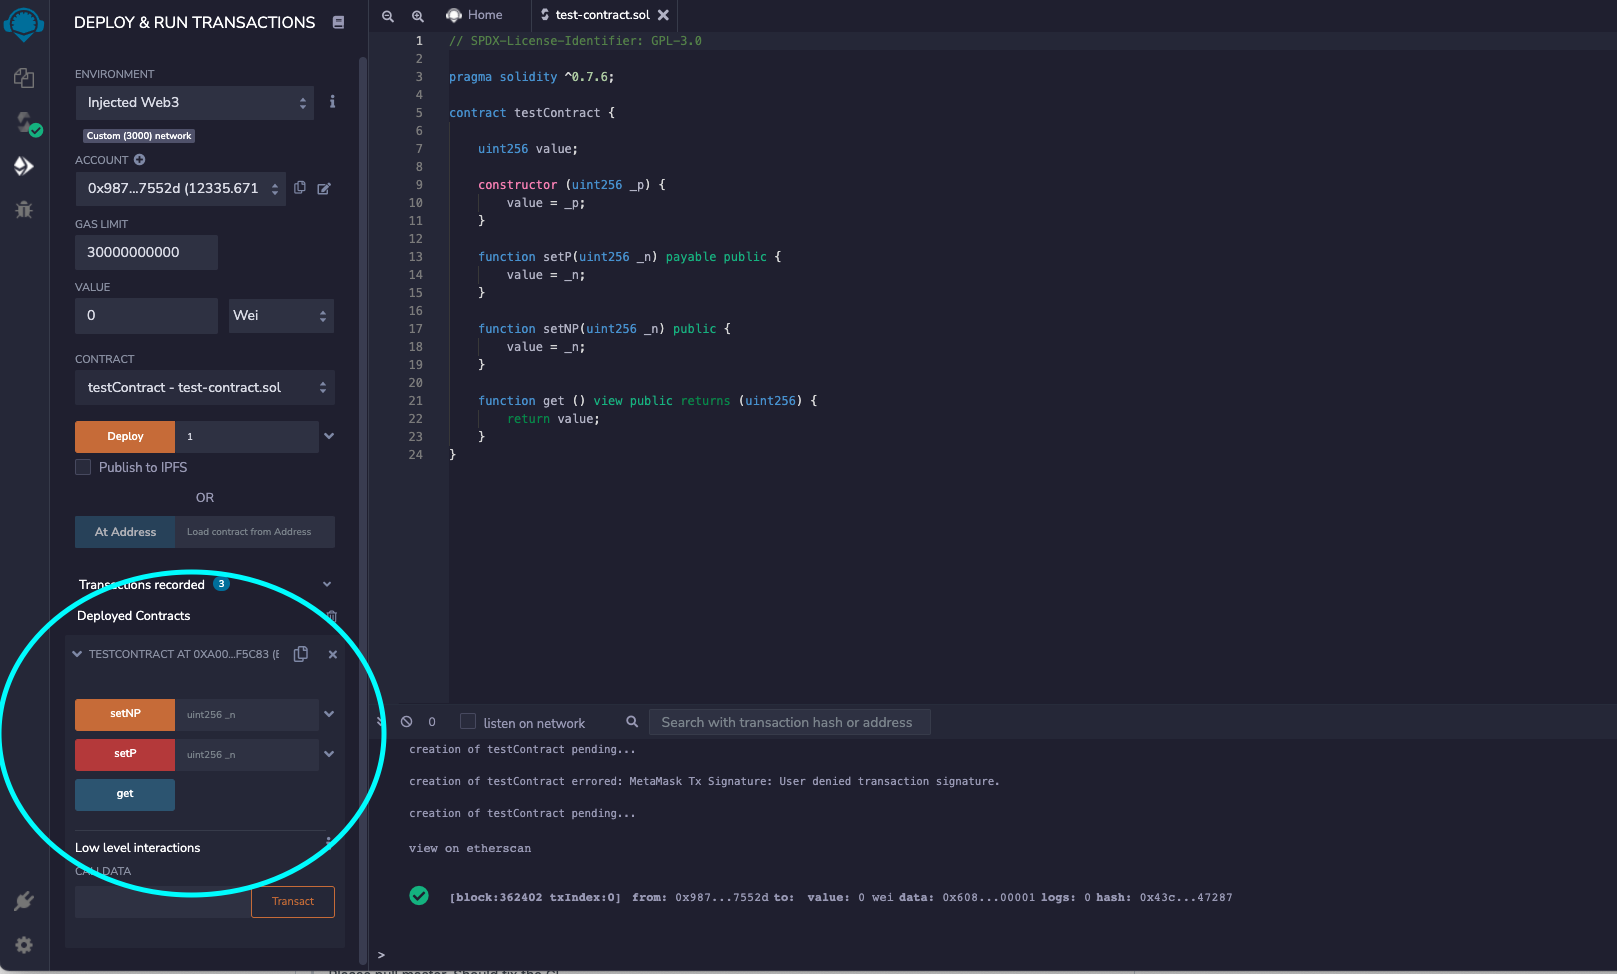 DEPLOY & RUN TRANSACTIONS
ENVIRONMENT
Injected Web3
Custom (3000) network
ACCOUNT
0x987...7552d (12335.671
GAS LIMIT
30000000000
VALUE
0
Wei
CONTRACT
testContract - test-contract.sol
Deploy
1
Publish to IPFS
OR
At Address
Load contract from Address
Transactions recorded 3
Deployed Contracts
TESTCONTRACT AT 0XA00...F5C83 (
setNP
uint256 _n
setP
uint256 _n
get
Low level interactions
CALLDATA
Transact
Home
test-contract.sol
1 // SPDX-License-Identifier: GPL-3.0
2
3 pragma solidity ^0.7.6;
4
5 contract testContract {
6
7 uint256 value;
8
9 constructor (uint256 _p) {
10 value = _p;
11 }
12
13 function setP(uint256 _n) payable public {
14 value = _n;
15 }
16
17 function setNP(uint256 _n) public {
18 value = _n;
19 }
20
21 function get () view public returns (uint256) {
22 return value;
23 }
24 }
0
listen on network
Search with transaction hash or address
creation of testContract pending...
creation of testContract errored: MetaMask Tx Signature: User denied transaction signature.
creation of testContract pending...
view on etherscan
[block:362402 txIndex:0] from: 0x987...7552d to: value: 0 wei data: 0x608...00001 logs: 0 hash: 0x43c...47287
>